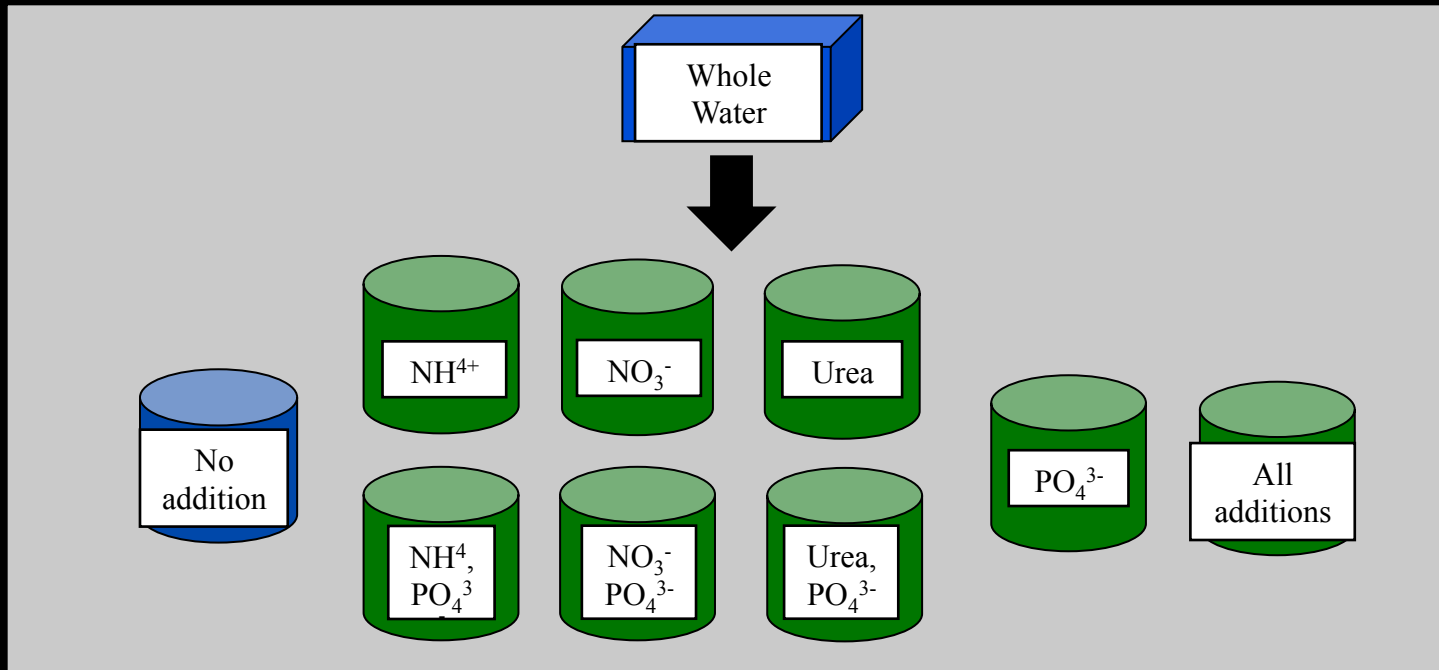 Whole
Water
NH⁴⁺
NO₃⁻
Urea
No
addition
PO₄³⁻
All
additions
NH⁴,
PO₄³
-
NO₃⁻
PO₄³⁻
Urea,
PO₄³⁻